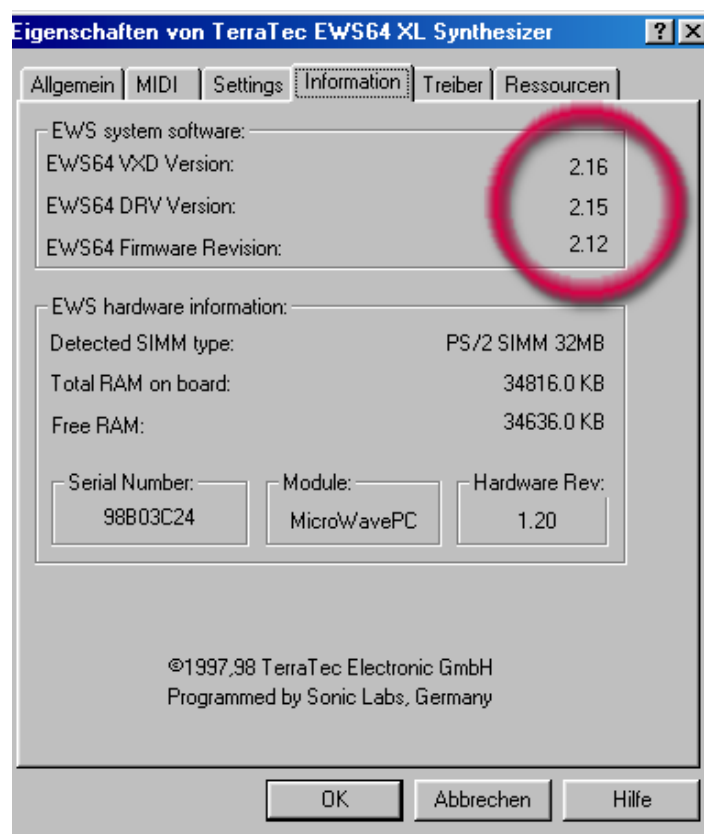 Eigenschaften von TerraTec EWS64 XL Synthesizer ? X
Allgemein MIDI Settings Information Treiber Ressourcen
EWS system software:
EWS64 VXD Version: 2.16
EWS64 DRV Version: 2.15
EWS64 Firmware Revision: 2.12
EWS hardware information:
Detected SIMM type: PS/2 SIMM 32MB
Total RAM on board: 34816.0 KB
Free RAM: 34636.0 KB
Serial Number: Module: Hardware Rev:
98B03C24 MicroWavePC 1.20
©1997,98 TerraTec Electronic GmbH
Programmed by Sonic Labs, Germany
OK Abbrechen Hilfe